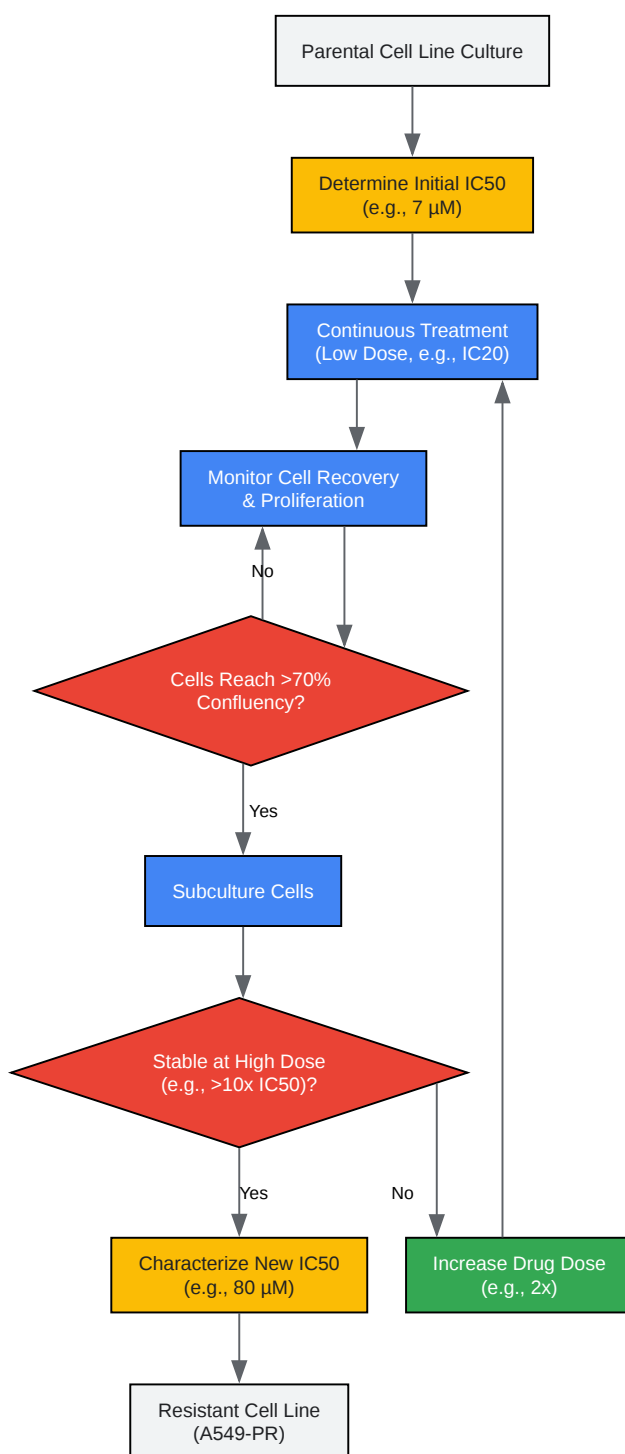 Parental Cell Line Culture
Determine Initial IC50
(e.g., 7 µM)
Continuous Treatment
(Low Dose, e.g., IC20)
Monitor Cell Recovery
& Proliferation
No
Cells Reach >70%
Confluency?
Yes
Subculture Cells
Stable at High Dose
(e.g., >10x IC50)?
Yes
No
Characterize New IC50
(e.g., 80 µM)
Increase Drug Dose
(e.g., 2x)
Resistant Cell Line
(A549-PR)